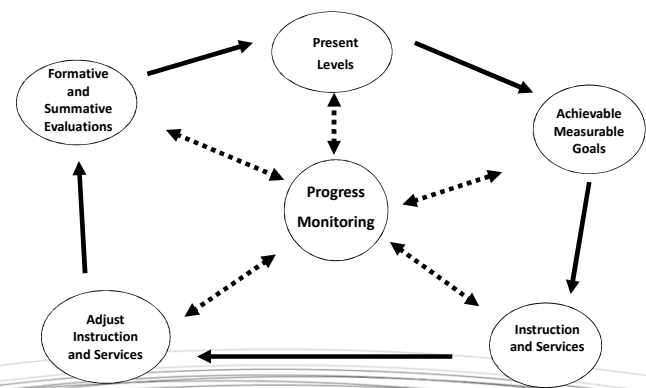 Present
Levels
Formative
and
Summative
Evaluations
Achievable
Measurable
Goals
Progress
Monitoring
Adjust
Instruction
and Services
Instruction
and Services